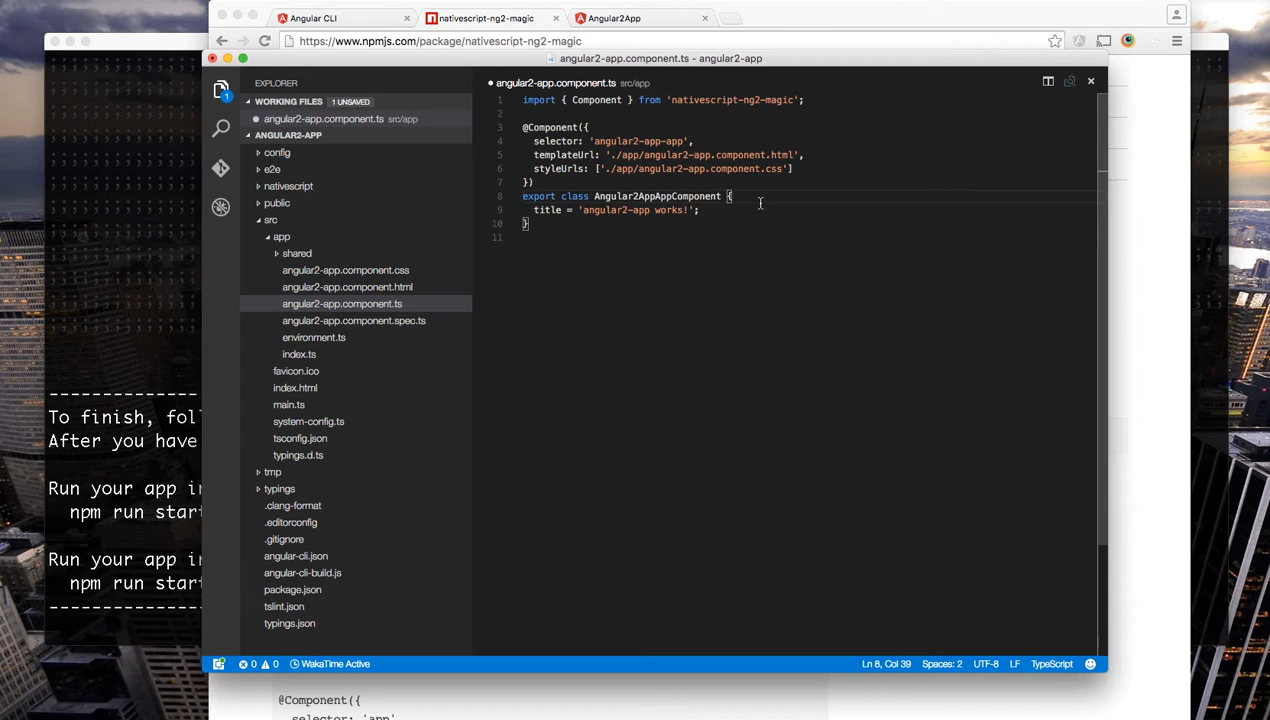 Angular CLI
nativescript-ng2-magic
Angular2App
https://www.npmjs.com/package/nativescript-ng2-magic
angular2-app.component.ts - angular2-app
EXPLORER
WORKING FILES 1 UNSAVED
angular2-app.component.ts src/app
ANGULAR2-APP
config
e2e
nativescript
public
src
app
shared
angular2-app.component.css
angular2-app.component.html
angular2-app.component.ts
angular2-app.component.spec.ts
environment.ts
index.ts
favicon.ico
index.html
main.ts
system-config.ts
tsconfig.json
typings.d.ts
tmp
typings
.clang-format
.editorconfig
.gitignore
angular-cli.json
angular-cli-build.js
package.json
tslint.json
typings.json
1
angular2-app.component.ts src/app
1 import { Component } from 'nativescript-ng2-magic';
2
3 @Component({
4 selector: 'angular2-app-app',
5 templateUrl: './app/angular2-app.component.html',
6 styleUrls: ['./app/angular2-app.component.css']
7 })
8 export class Angular2AppAppComponent {
9 title = 'angular2-app works!';
10 }
11
0 0 WakaTime Active
Ln 8, Col 39 Spaces: 2 UTF-8 LF TypeScript
To finish, fol
After you have
Run your app i
npm run star
Run your app i
npm run star
@Component({
selector: 'app'